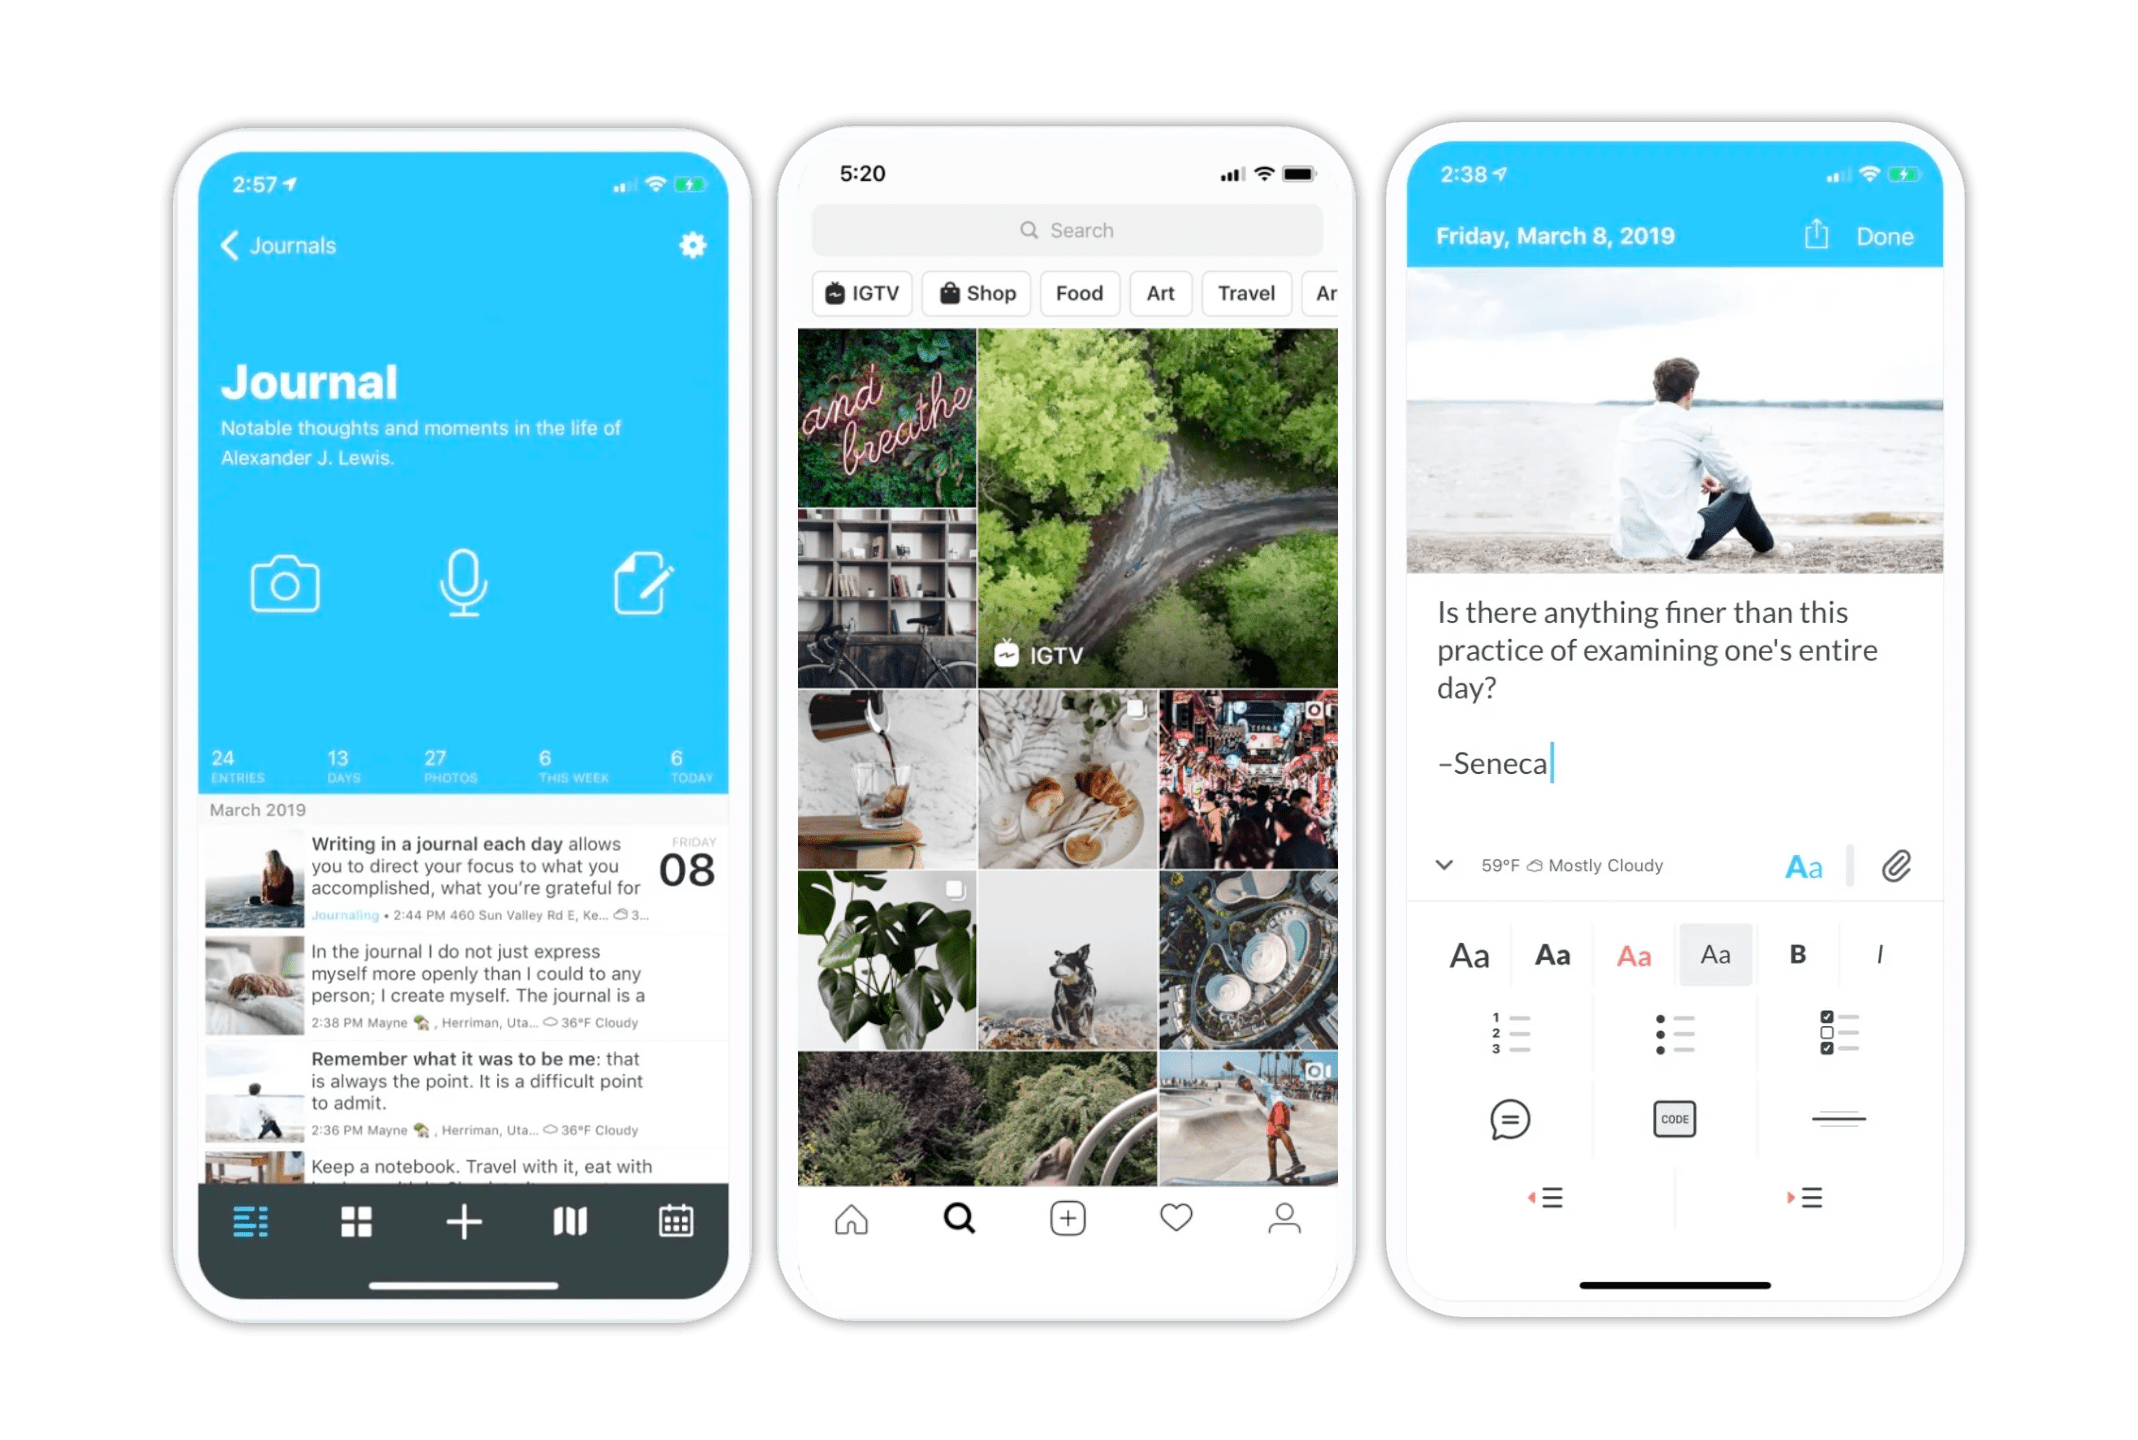 2:57
Journals
Journal
Notable thoughts and moments in the life of
Alexander J. Lewis.
24 13 27 6 6
ENTRIES DAYS PHOTOS THIS WEEK TODAY
March 2019
Writing in a journal each day allows
you to direct your focus to what you
accomplished, what you're grateful for
Journaling • 2:44 PM 460 Sun Valley Rd E, Ke... 3...
FRIDAY
08
In the journal I do not just express
myself more openly than I could to any
person; I create myself. The journal is a
2:38 PM Mayne , Herriman, Uta... 36°F Cloudy
Remember what it was to be me: that
is always the point. It is a difficult point
to admit.
2:36 PM Mayne , Herriman, Uta... 36°F Cloudy
Keep a notebook. Travel with it, eat with
5:20
Search
IGTV Shop Food Art Travel Ar
and
breathe
IGTV
2:38
Friday, March 8, 2019 Done
Is there anything finer than this
practice of examining one's entire
day?
–Seneca
59°F Mostly Cloudy Aa
Aa Aa Aa Aa B I
1
2
3
CODE